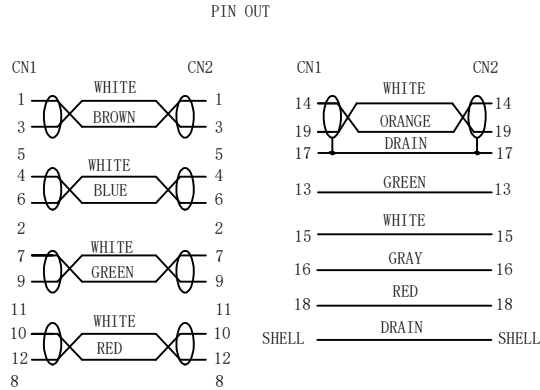 PIN OUT
CN1 CN2
WHITE
1 1
BROWN
3 3
5 5
WHITE
4 4
BLUE
6 6
2 2
WHITE
7 7
GREEN
9 9
11 11
WHITE
10 10
RED
12 12
8 8
CN1 CN2
WHITE
14 14
ORANGE
19 19
DRAIN
17 17
GREEN
13 13
WHITE
15 15
GRAY
16 16
RED
18 18
DRAIN
SHELL SHELL